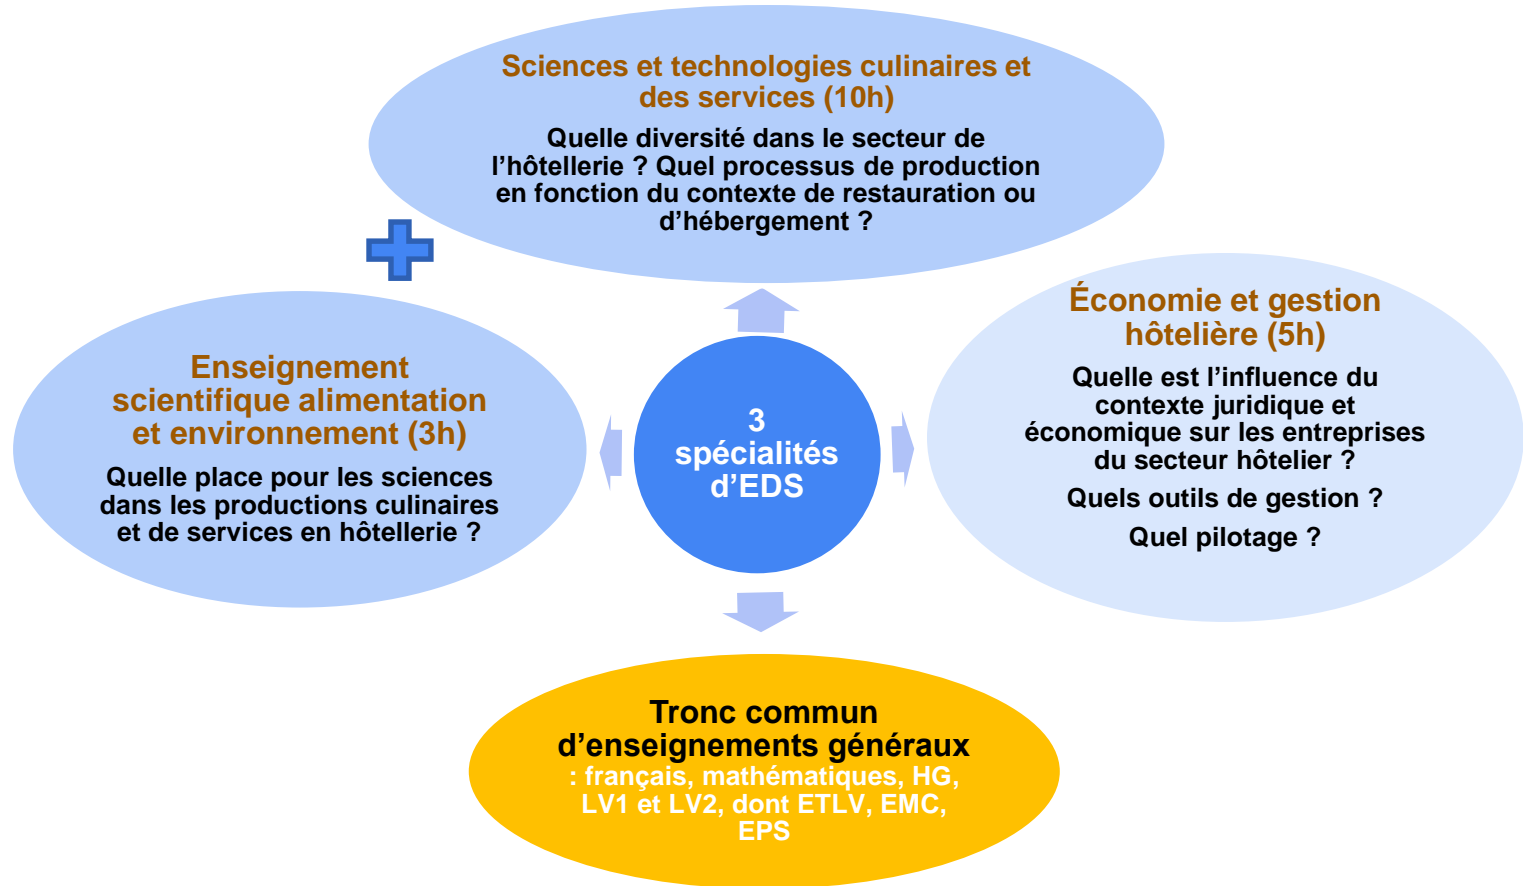 Sciences et technologies culinaires et
des services (10h)
Quelle diversité dans le secteur de
l’hôtellerie ? Quel processus de production
en fonction du contexte de restauration ou
d’hébergement ?
Enseignement
scientifique alimentation
et environnement (3h)
Quelle place pour les sciences
dans les productions culinaires
et de services en hôtellerie ?
3
spécialités
d’EDS
Économie et gestion
hôtelière (5h)
Quelle est l’influence du
contexte juridique et
économique sur les entreprises
du secteur hôtelier ?
Quels outils de gestion ?
Quel pilotage ?
Tronc commun
d’enseignements généraux
: français, mathématiques, HG,
LV1 et LV2, dont ETLV, EMC,
EPS